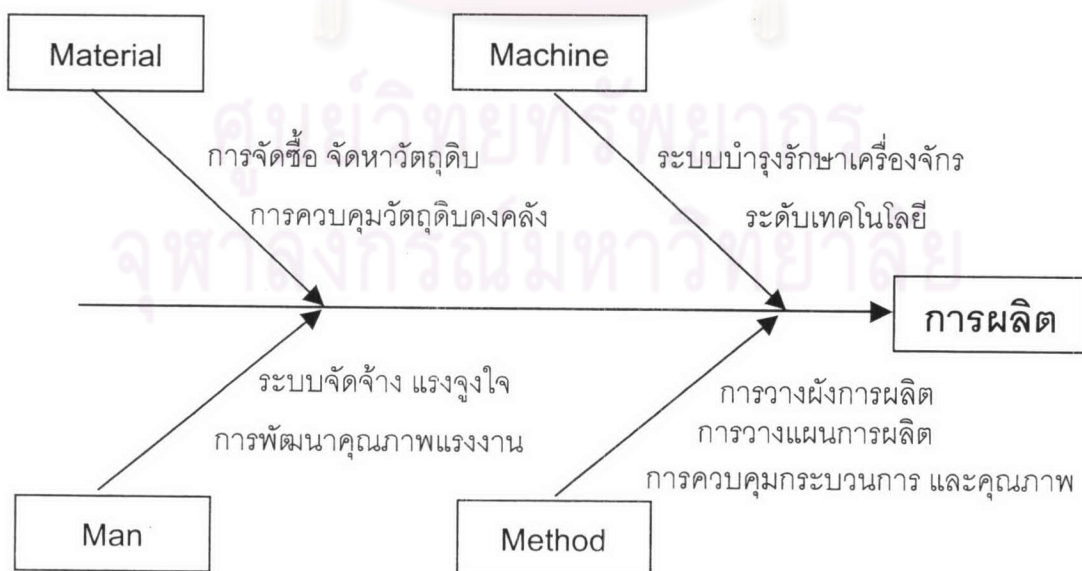 Material
Machine
ศูนย์วิทยทรัพยากร
การจัดซื้อ จัดหาวัตถุดิบ
ระบบบำรุงรักษาเครื่องจักร
การควบคุมวัตถุดิบคงคลัง
ระดับเทคโนโลยี
จุฬาลงกรณ์มหาวิทยาลัย
การผลิต
ระบบจัดจ้าง แรงจูงใจ
การพัฒนาคุณภาพแรงงาน
การวางผังการผลิต
การวางแผนการผลิต
การควบคุมกระบวนการ และคุณภาพ
Man
Method